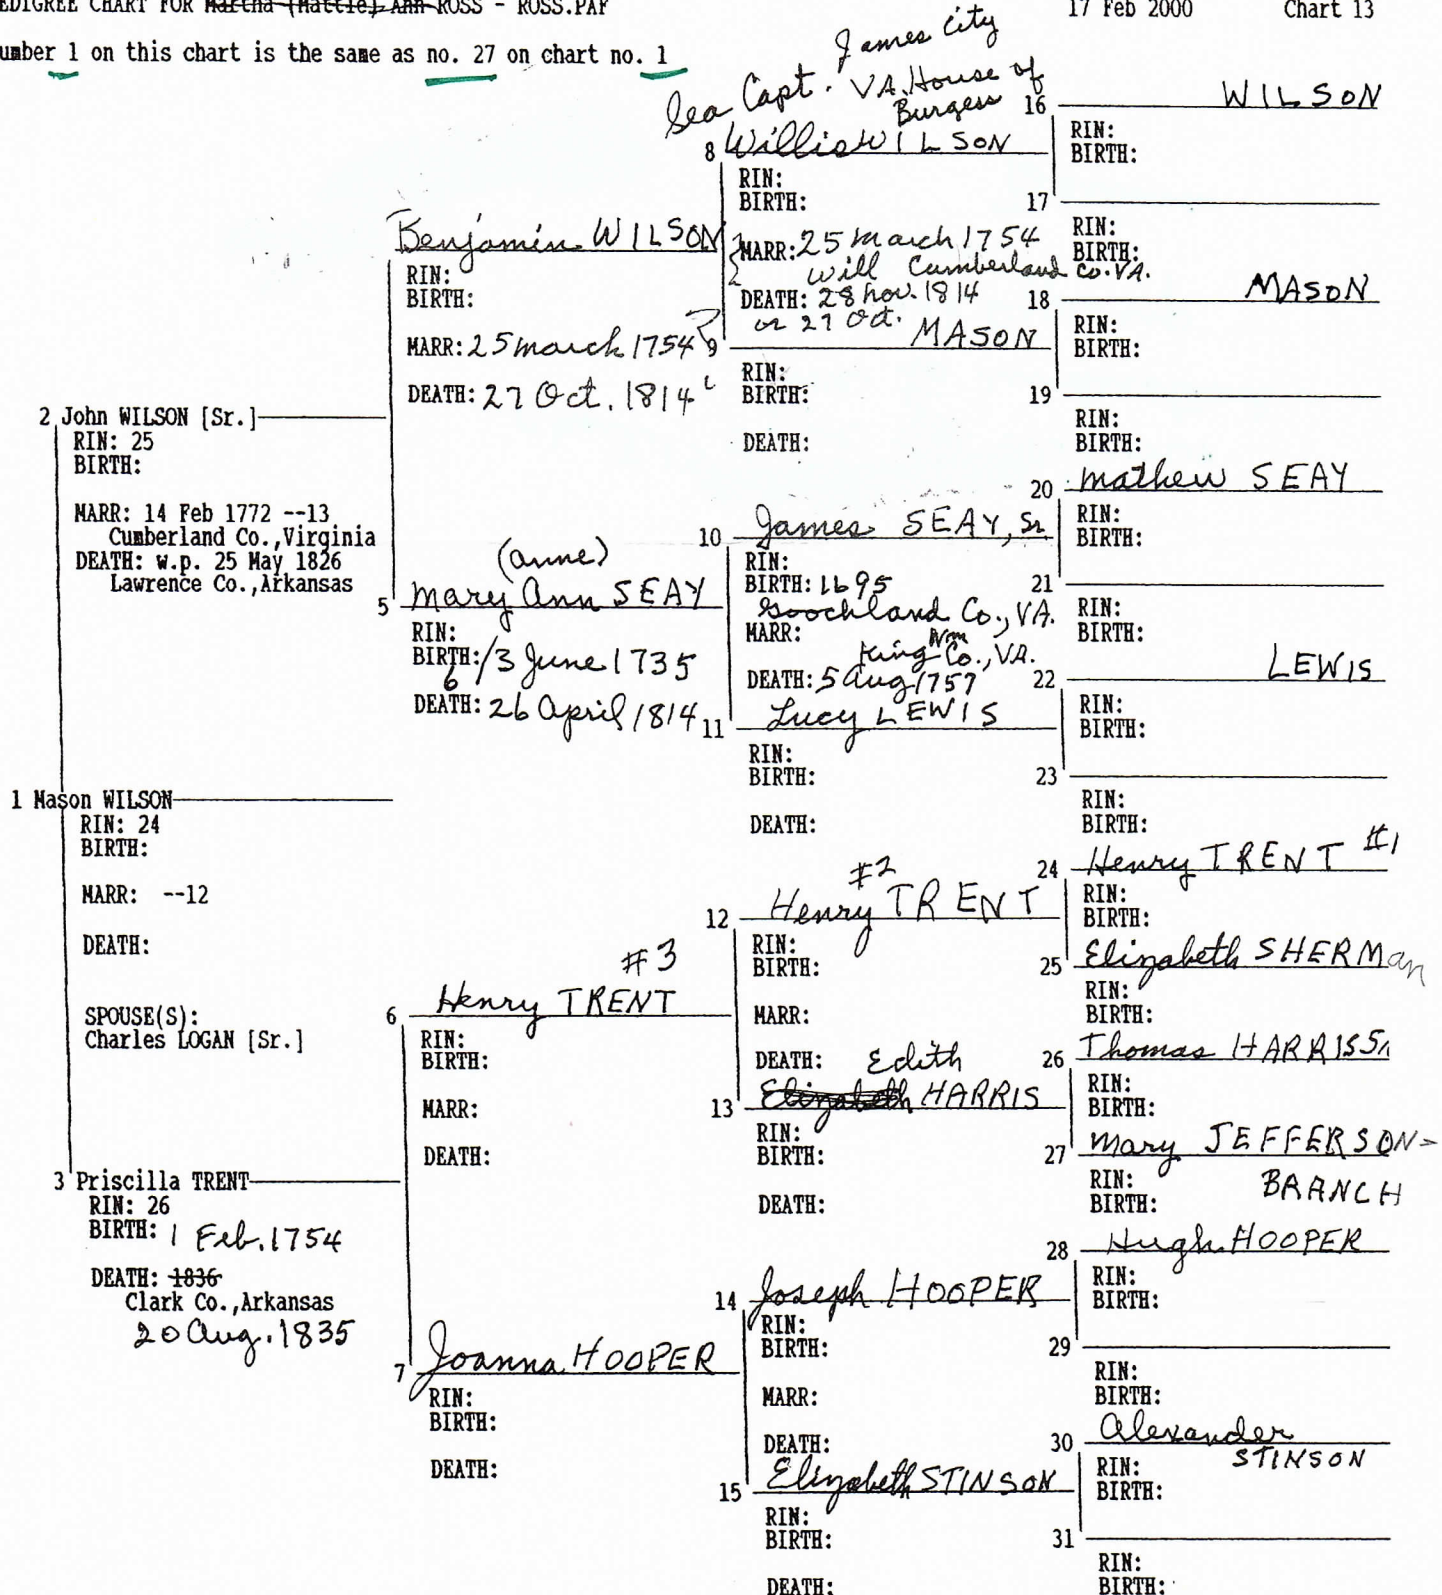 EDIGREE CHART FOR Martha (Mattie) Ann ROSS - ROSS.PAF
17 Feb 2000 Chart 13
umber 1 on this chart is the same as no. 27 on chart no. 1
James City
Sea Capt. VA. House of
Burgess
16 WILSON
RIN:
BIRTH:
8 Willis WILSON
RIN:
BIRTH:
17
RIN:
BIRTH:
MARR: 25 March 1754
Will Cumberland Co. VA.
DEATH: 28 Nov. 1814
or 27 Oct.
Benjamin WILSON
RIN:
BIRTH:
MARR: 25 March 1754
DEATH: 27 Oct. 1814
18 MASON
RIN:
BIRTH:
9 MASON
RIN:
BIRTH:
DEATH:
19
RIN:
BIRTH:
2 John WILSON [Sr.]
RIN: 25
BIRTH:
MARR: 14 Feb 1772 --13
Cumberland Co.,Virginia
DEATH: w.p. 25 May 1826
Lawrence Co.,Arkansas
20 Mathew SEAY
RIN:
BIRTH:
10 James SEAY, Sr
RIN:
BIRTH: 1695
Goochland Co., VA.
MARR:
King Wm Co., VA.
DEATH: 5 Aug 1757
21
RIN:
BIRTH:
(Anne)
5 Mary Ann SEAY
RIN:
BIRTH: 6/3 June 1735
DEATH: 26 April 1814
22 LEWIS
RIN:
BIRTH:
11 Lucy LEWIS
RIN:
BIRTH:
DEATH:
23
RIN:
BIRTH:
1 Mason WILSON
RIN: 24
BIRTH:
MARR: --12
DEATH:
SPOUSE(S):
Charles LOGAN [Sr.]
24 Henry TRENT #1
RIN:
BIRTH:
#2
12 Henry TRENT
RIN:
BIRTH:
MARR:
DEATH:
25 Elizabeth SHERMan
RIN:
BIRTH:
#3
6 Henry TRENT
RIN:
BIRTH:
MARR:
DEATH:
26 Thomas HARRIS Sr
RIN:
BIRTH:
Edith
13 Elizabeth HARRIS
RIN:
BIRTH:
DEATH:
27 Mary JEFFERSON-
BRANCH
RIN:
BIRTH:
3 Priscilla TRENT
RIN: 26
BIRTH: 1 Feb. 1754
DEATH: 1836
Clark Co.,Arkansas
20 Aug. 1835
28 Hugh HOOPER
RIN:
BIRTH:
14 Joseph HOOPER
RIN:
BIRTH:
MARR:
DEATH:
29
RIN:
BIRTH:
7 Joanna HOOPER
RIN:
BIRTH:
DEATH:
30 Alexander
STINSON
RIN:
BIRTH:
15 Elizabeth STINSON
RIN:
BIRTH:
DEATH:
31
RIN:
BIRTH: